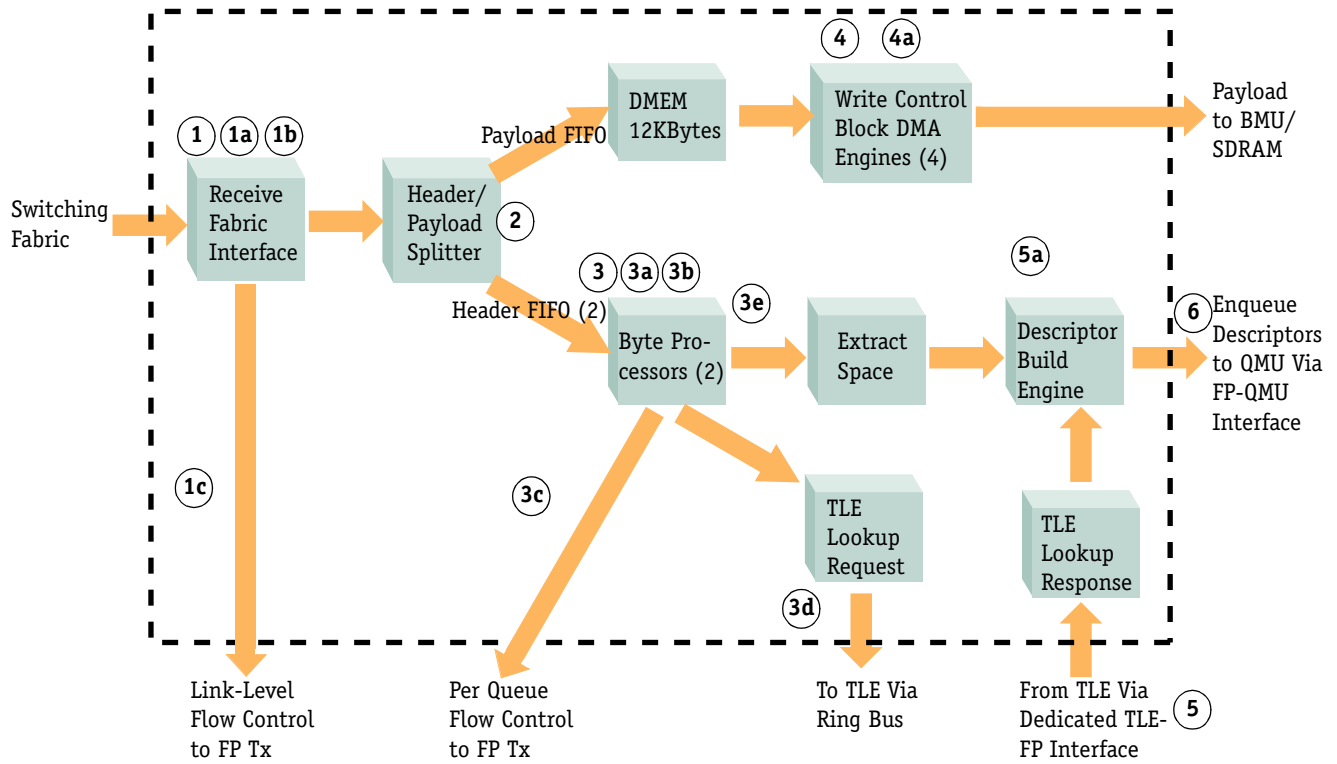 4
4a
DMEM
12KBytes
Write Control
Block DMA
Engines (4)
Payload
to BMU/
SDRAM
Payload FIFO
1
1a
1b
Switching
Fabric
Receive
Fabric
Interface
Header/
Payload
Splitter
2
Header FIFO (2)
3
3a
3b
3e
5a
Byte Pro-
cessors (2)
Extract
Space
Descriptor
Build
Engine
6
Enqueue
Descriptors
to QMU Via
FP-QMU
Interface
1c
3c
TLE
Lookup
Request
3d
TLE
Lookup
Response
Link-Level
Flow Control
to FP Tx
Per Queue
Flow Control
to FP Tx
To TLE Via
Ring Bus
From TLE Via
Dedicated TLE-
FP Interface
5